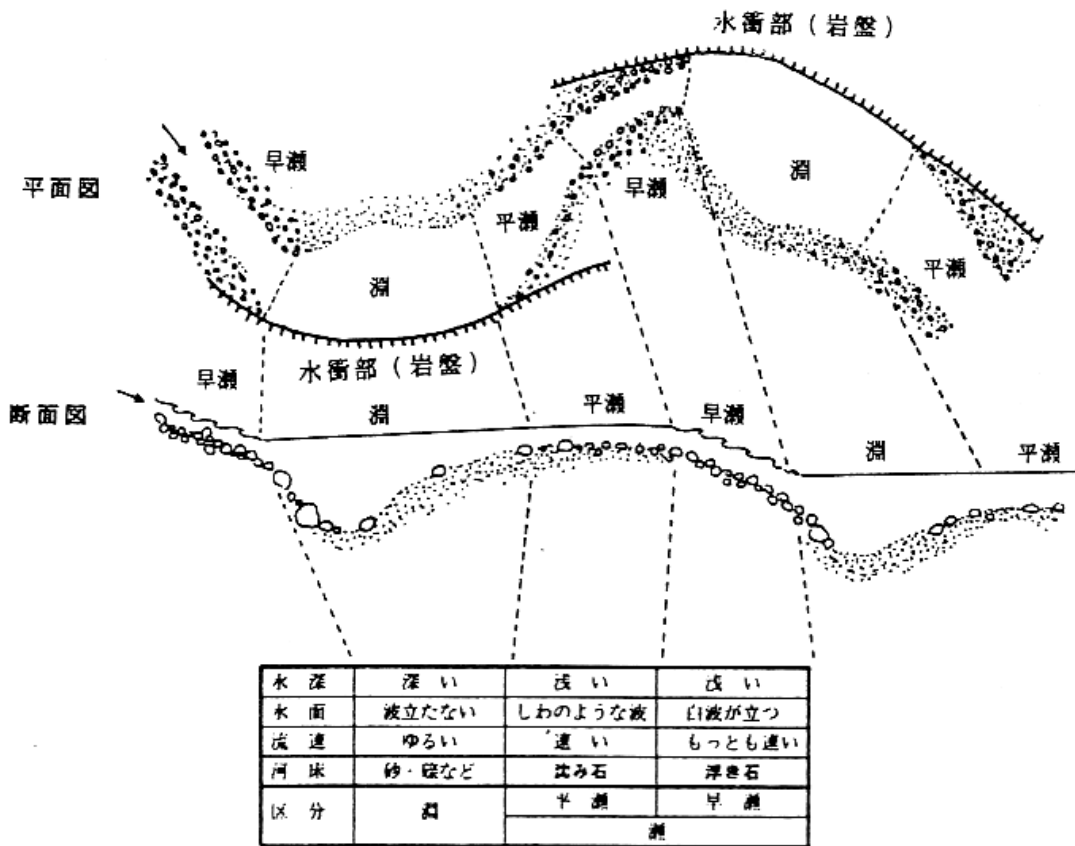 水衝部（岩盤）
早瀬
平面図
平瀬
早瀬
淵
淵
平瀬
水衝部（岩盤）
早瀬
断面図
淵
平瀬
早瀬
淵
平瀬
水深 深い 浅い 浅い
水面 波立たない しわのような波 白波が立つ
流速 ゆるい 速い もっとも速い
河床 砂・礫など 沈み石 浮き石
区分 淵 平瀬 早瀬
瀬